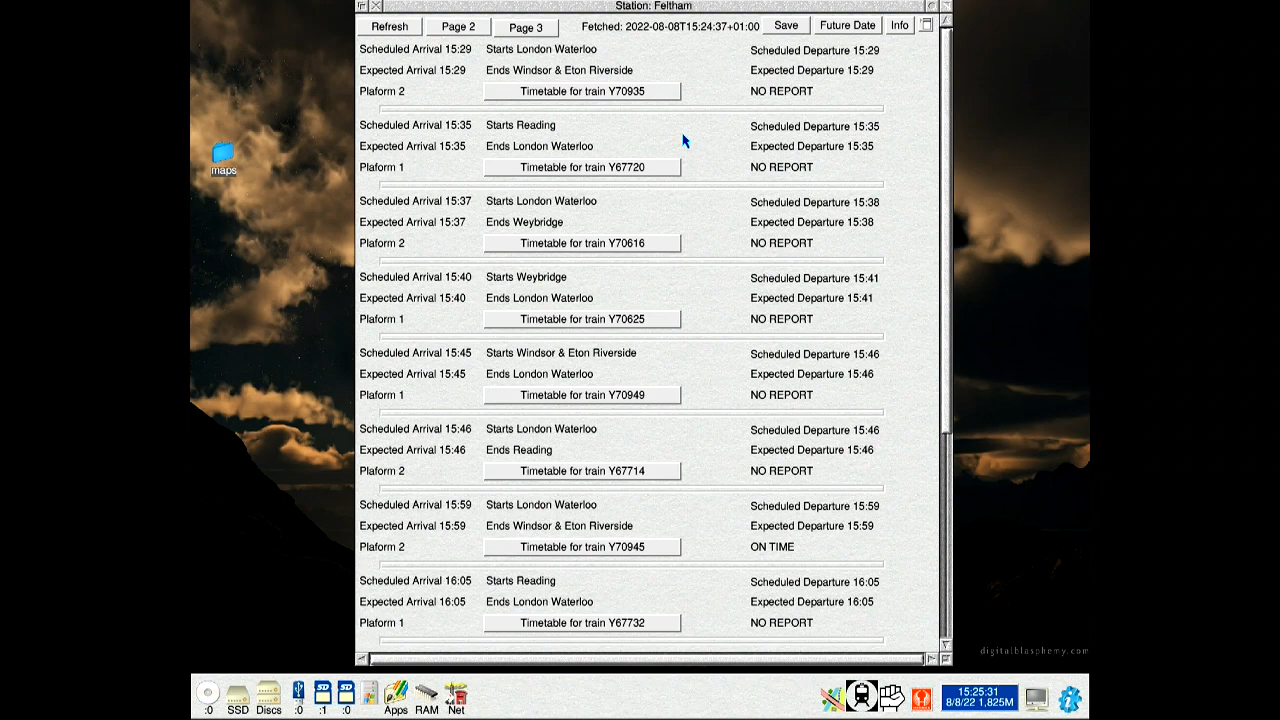 Station: Feltham
Refresh Page 2 Page 3 Fetched: 2022-08-08T15:24:37+01:00 Save Future Date Info
Scheduled Arrival 15:29 Starts London Waterloo Scheduled Departure 15:29
Expected Arrival 15:29 Ends Windsor & Eton Riverside Expected Departure 15:29
Plaform 2 Timetable for train Y70935 NO REPORT
Scheduled Arrival 15:35 Starts Reading Scheduled Departure 15:35
Expected Arrival 15:35 Ends London Waterloo Expected Departure 15:35
Plaform 1 Timetable for train Y67720 NO REPORT
Scheduled Arrival 15:37 Starts London Waterloo Scheduled Departure 15:38
Expected Arrival 15:37 Ends Weybridge Expected Departure 15:38
Plaform 2 Timetable for train Y70616 NO REPORT
Scheduled Arrival 15:40 Starts Weybridge Scheduled Departure 15:41
Expected Arrival 15:40 Ends London Waterloo Expected Departure 15:41
Plaform 1 Timetable for train Y70625 NO REPORT
Scheduled Arrival 15:45 Starts Windsor & Eton Riverside Scheduled Departure 15:46
Expected Arrival 15:45 Ends London Waterloo Expected Departure 15:46
Plaform 1 Timetable for train Y70949 NO REPORT
Scheduled Arrival 15:46 Starts London Waterloo Scheduled Departure 15:46
Expected Arrival 15:46 Ends Reading Expected Departure 15:46
Plaform 2 Timetable for train Y67714 NO REPORT
Scheduled Arrival 15:59 Starts London Waterloo Scheduled Departure 15:59
Expected Arrival 15:59 Ends Windsor & Eton Riverside Expected Departure 15:59
Plaform 2 Timetable for train Y70945 ON TIME
Scheduled Arrival 16:05 Starts Reading Scheduled Departure 16:05
Expected Arrival 16:05 Ends London Waterloo Expected Departure 16:05
Plaform 1 Timetable for train Y67732 NO REPORT
maps
digitalblasphemy.com
:0 SSD Discs :0 :1 :0 Apps RAM Net
15:25:31
8/8/22 1,825M